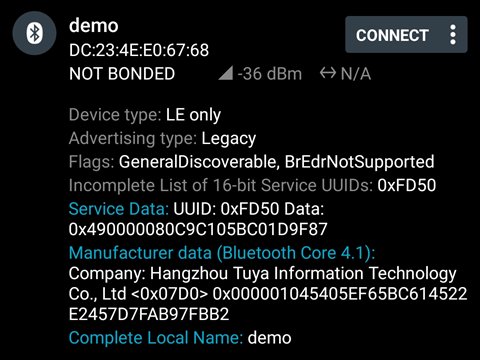 demo
DC:23:4E:E0:67:68
CONNECT
NOT BONDED -36 dBm N/A
Device type: LE only
Advertising type: Legacy
Flags: GeneralDiscoverable, BrEdrNotSupported
Incomplete List of 16-bit Service UUIDs: 0xFD50
Service Data: UUID: 0xFD50 Data:
0x490000080C9C105BC01D9F87
Manufacturer data (Bluetooth Core 4.1):
Company: Hangzhou Tuya Information Technology
Co., Ltd <0x07D0> 0x000001045405EF65BC614522
E2457D7FAB97FBB2
Complete Local Name: demo